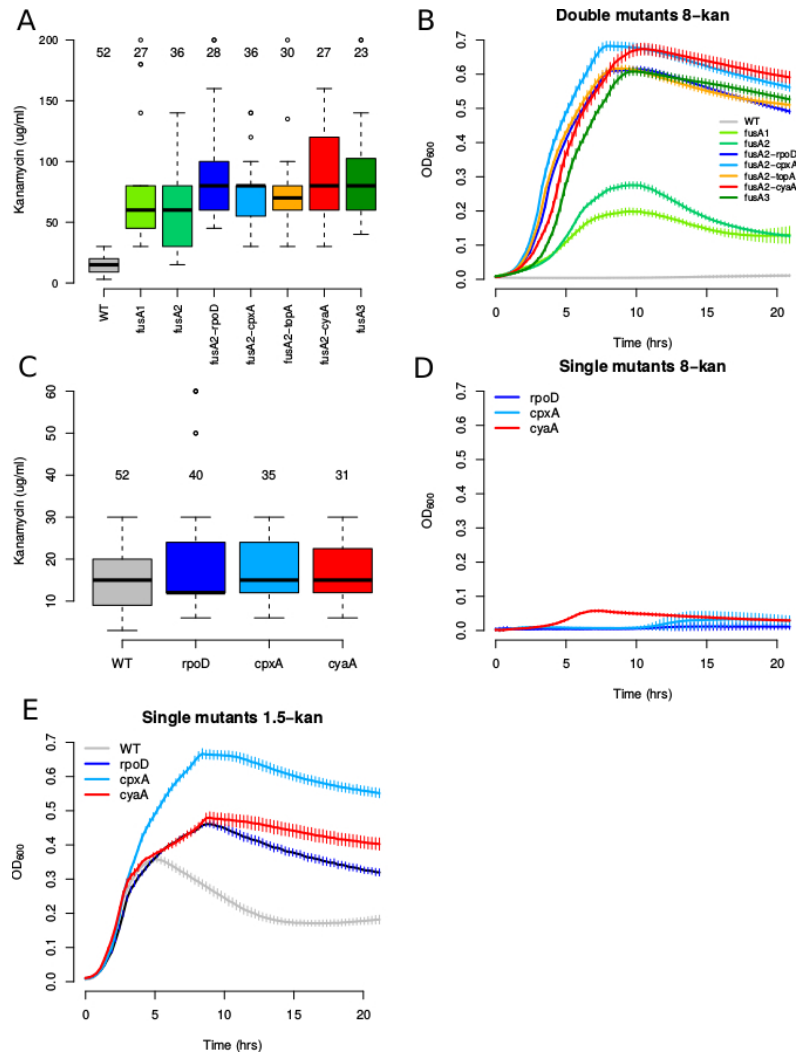 A
Kanamycin (ug/ml)
200
150
100
50
0
52 27 36 28 36 30 27 23
WT
fusA1
fusA2
fusA2−rpoD
fusA2−cpxA
fusA2−topA
fusA2−cyaA
fusA3
B
Double mutants 8−kan
OD600
0.7
0.6
0.5
0.4
0.3
0.2
0.1
0.0
WT
fusA1
fusA2
fusA2−rpoD
fusA2−cpxA
fusA2−topA
fusA2−cyaA
fusA3
0 5 10 15 20
Time (hrs)
C
Kanamycin (ug/ml)
60
50
40
30
20
10
52 40 35 31
WT rpoD cpxA cyaA
D
Single mutants 8−kan
OD600
0.7
0.6
0.5
0.4
0.3
0.2
0.1
0.0
rpoD
cpxA
cyaA
0 5 10 15 20
Time (hrs)
E
Single mutants 1.5−kan
OD600
0.7
0.6
0.5
0.4
0.3
0.2
0.1
0.0
WT
rpoD
cpxA
cyaA
0 5 10 15 20
Time (hrs)